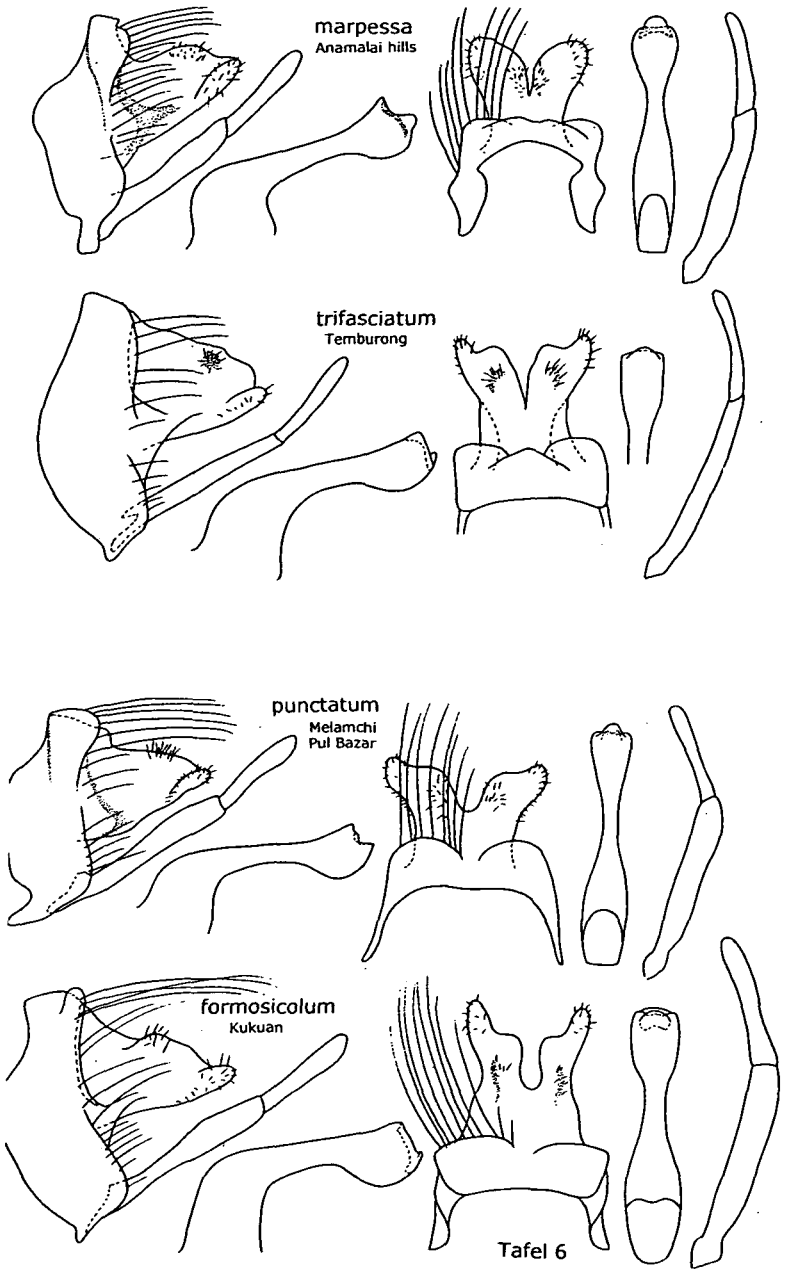 marpessa
Anamalai hills
trifasciatum
Temburong
punctatum
Melamchi
Pul Bazar
formosicolum
Kukuan
Tafel 6